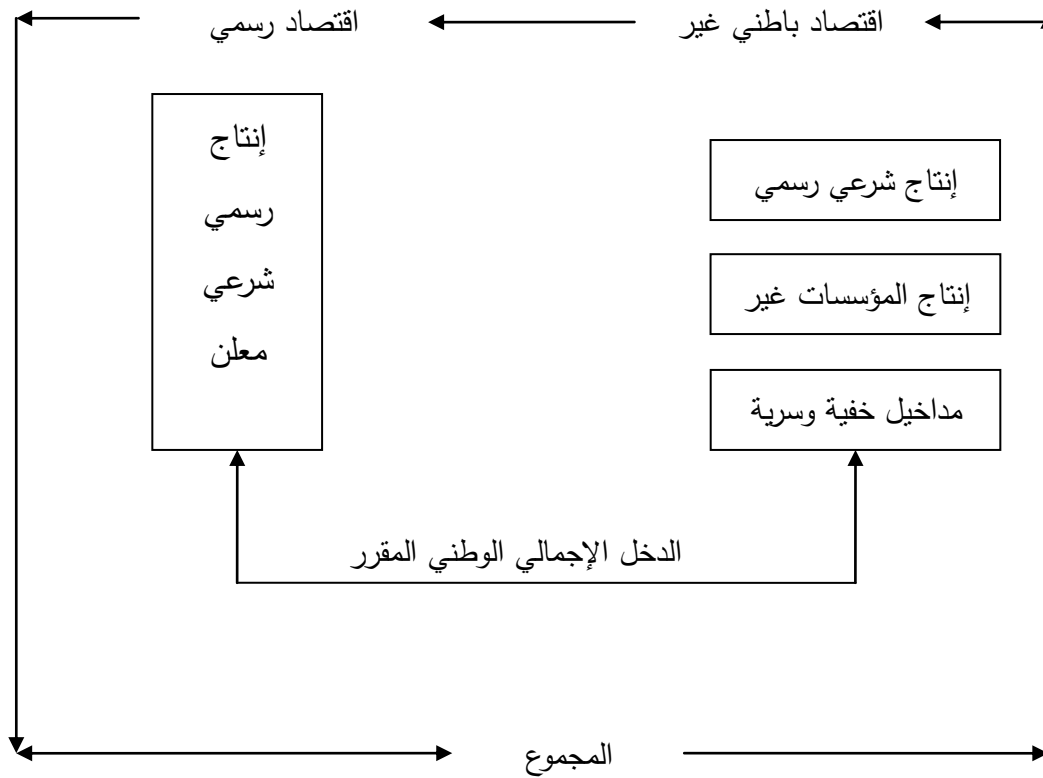 اقتصاد باطني غير
اقتصاد رسمي
إنتاج شرعي رسمي
إنتاج المؤسسات غير
مداخيل خفية وسرية
إنتاج
رسمي
شرعي
معلن
الدخل الإجمالي الوطني المقرر
المجموع